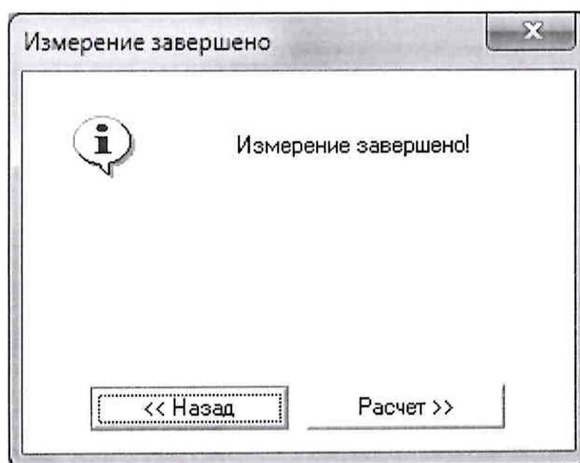 Измерение завершено
Измерение завершено!
<< Назад
Расчет >>